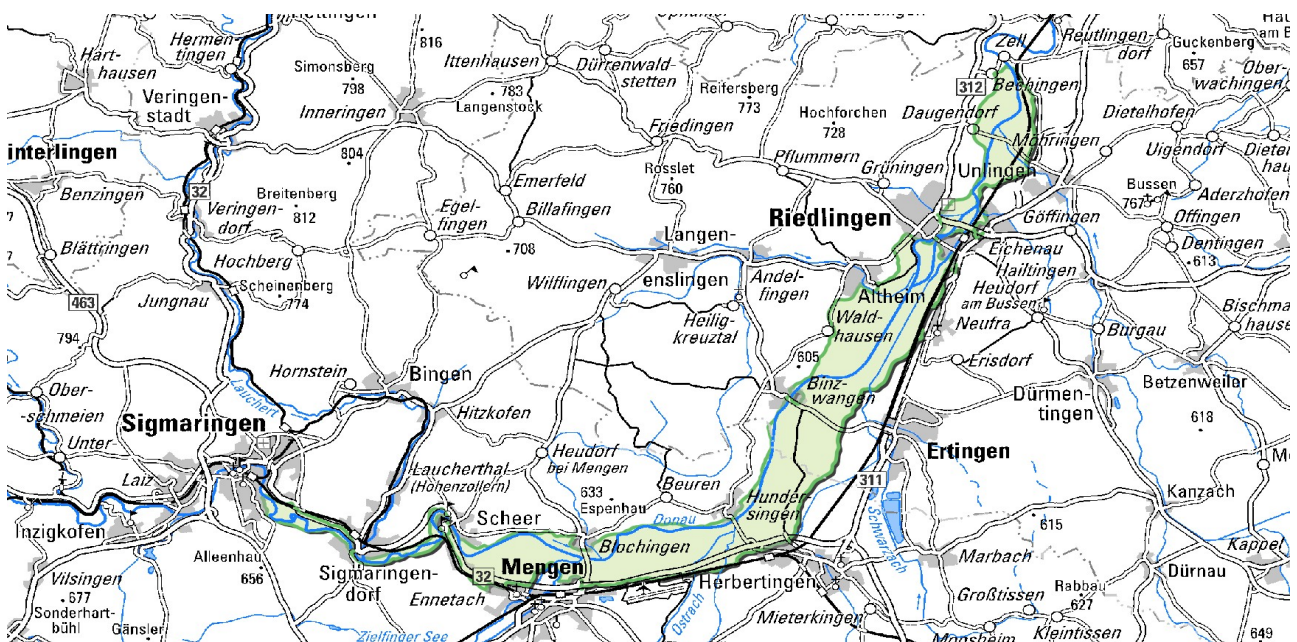 Hermen-
tingen
816
Ittenhausen
Dürrenwald-
stetten
Zell
Reutlingen-
dorf
Guckenberg
657
Hart-
hausen
Simonsberg
798
783
Langenstock
Reifersberg
773
312
Bechingen
Ober-
wachingen
Veringen-
stadt
Inneringen
Hochforchen
728
Daugendorf
Dietelhofen
Friedingen
Möhringen
interlingen
804
Rosslet
760
Pflummern
Grüningen
Unlingen
Uigendorf
Benzingen
32
Breitenberg
812
Emerfeld
Bussen
767
Aderzhofen
Veringen-
dorf
Egel-
fingen
Billafingen
Riedlingen
Göffingen
Offingen
Blättringen
708
Langen-
enslingen
Eichenau
Dentingen
613
Hochberg
Wilflingen
Andel-
fingen
Hailtingen
Scheinenberg
774
Jungnau
463
Altheim
Heudorf
am Bussen
Heilig-
kreuztal
Wald-
hausen
Neufra
Burgau
794
605
Erisdorf
Hornstein
Bingen
Binz-
wangen
Betzenweiler
Ober-
-schmeien
Unter-
Lauchert
Hitzkofen
Dürmen-
tingen
618
Sigmaringen
Heudorf
bei Mengen
Ertingen
Laiz
Laucherthal
(Hohenzollern)
Beuren
311
633
Espenhau
Hunder-
singen
Kanzach
Inzigkofen
Scheer
Donau
Schwarzach
615
Alleenhau
656
Blochingen
Marbach
Kappel
Vilsingen
677
Sonderhart-
bühl
Sigmaringen-
dorf
32
Mengen
Herbertingen
Dürnau
Rabbau
627
Ennetach
Großtissen
Gänsler
Zielfinger See
Ostrach
Mieterkingen
Kleintissen
649